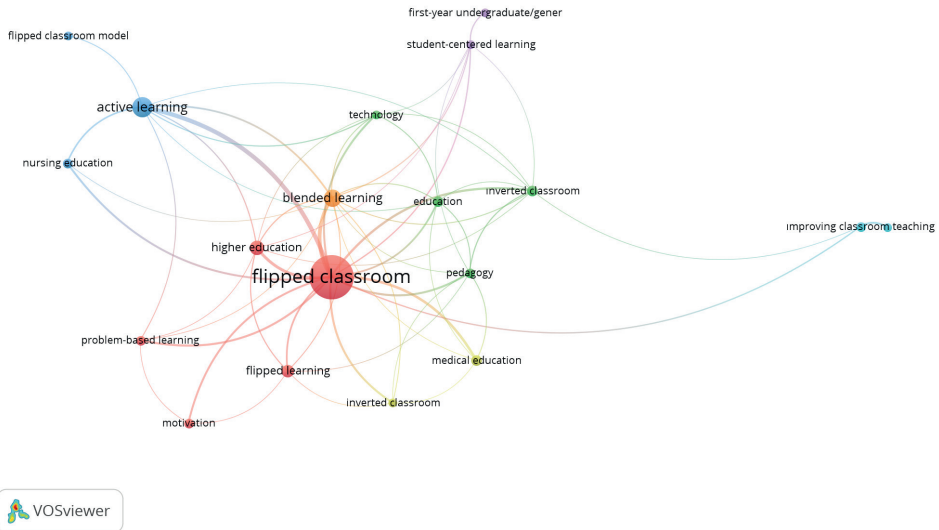 first-year undergraduate/gener
flipped classroom model
student-centered learning
active learning
technology
nursing education
inverted classroom
blended learning
education
improving classroom teaching
higher education
flipped classroom
pedagogy
problem-based learning
medical education
flipped learning
inverted classroom
motivation
VOSviewer